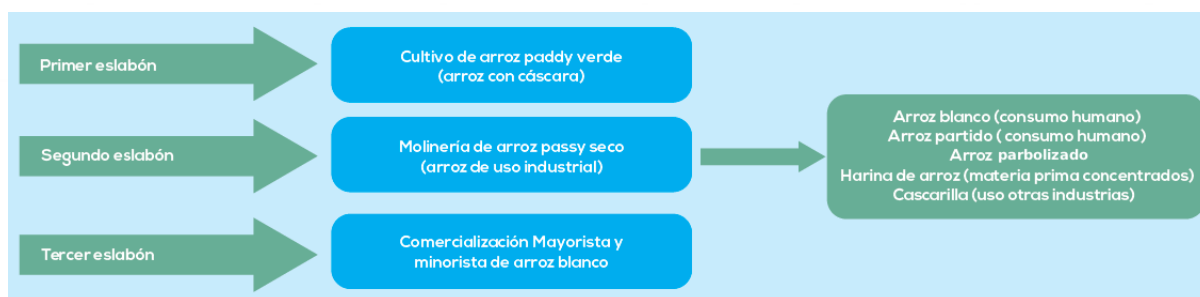 Primer eslabón
Cultivo de arroz paddy verde
(arroz con cáscara)
Segundo eslabón
Molinería de arroz passy seco
(arroz de uso industrial)
Arroz blanco (consumo humano)
Arroz partido ( consumo humano)
Arroz parbolizado
Harina de arroz (materia prima concentrados)
Cascarilla (uso otras industrias)
Tercer eslabón
Comercialización Mayorista y
minorista de arroz blanco